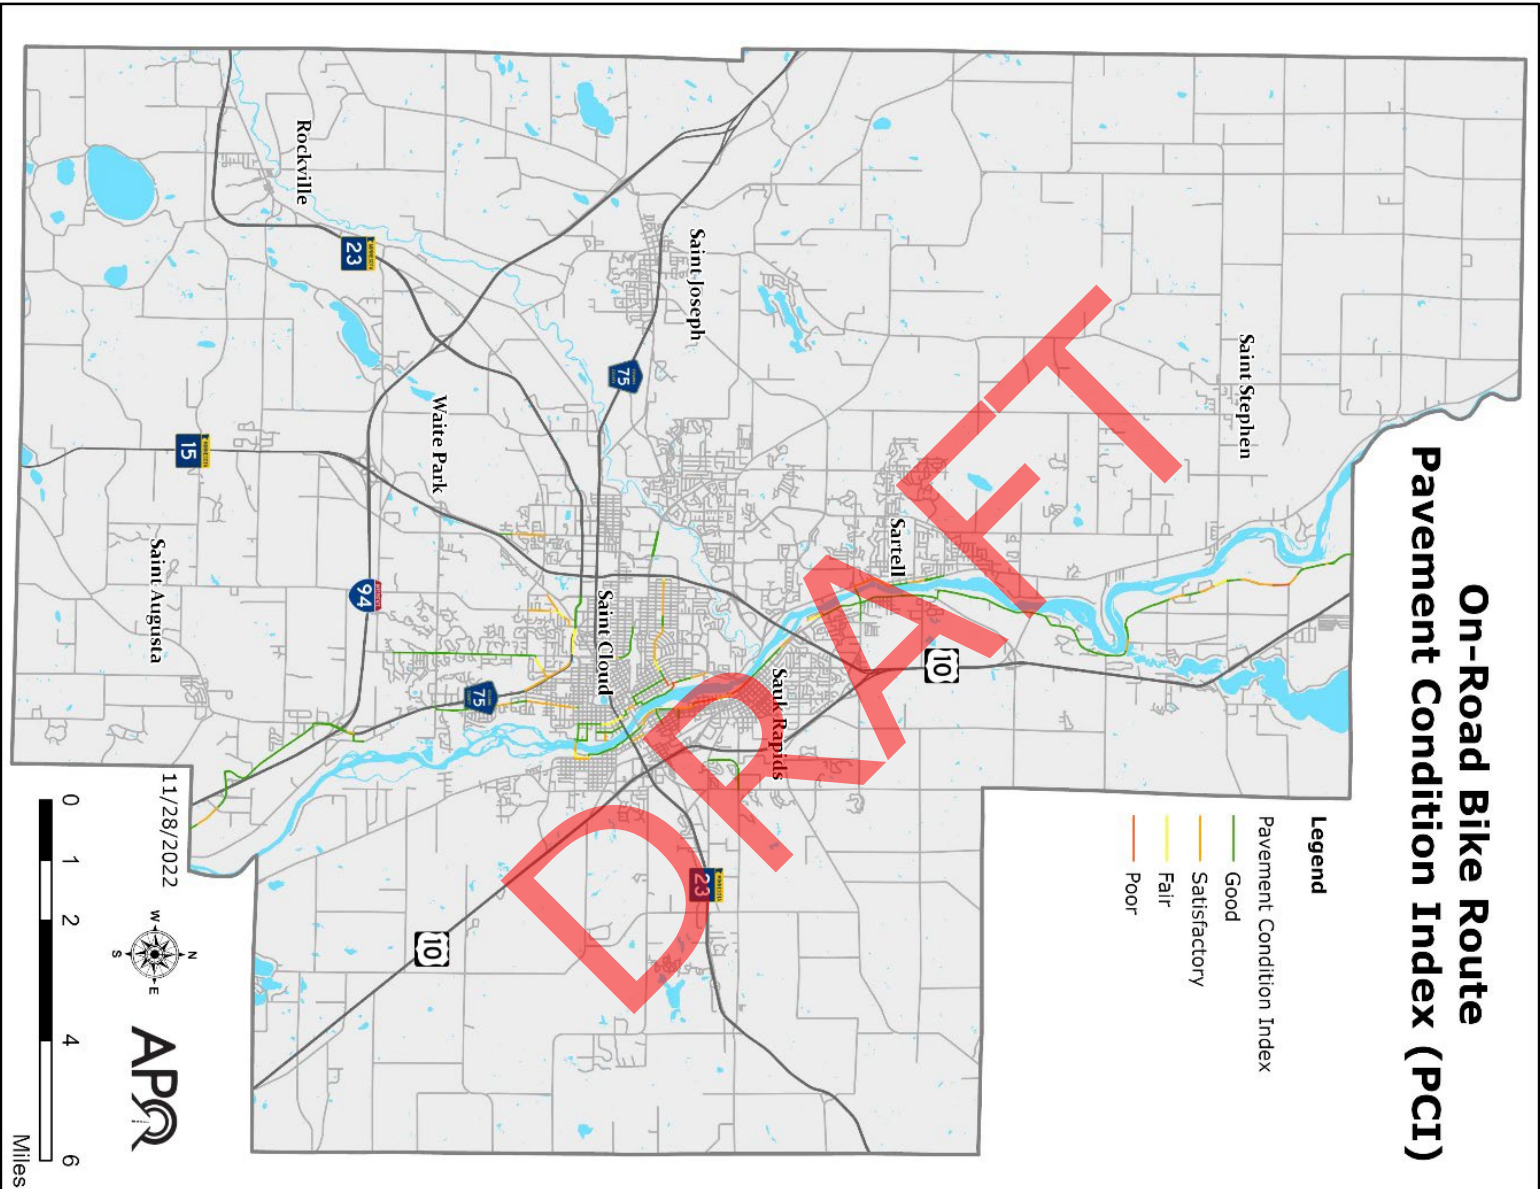 On-Road Bike Route
Pavement Condition Index (PCI)
Legend
Pavement Condition Index
Good
Satisfactory
Fair
Poor
Saint Stephen
Sartell
Saint Joseph
Sauk Rapids
Saint Cloud
Waite Park
Rockville
Saint Augusta
10
75
23
23
75
94
15
10
DRAFT
11/28/2022
N
W
E
S
APO
0 1 2 4 6
Miles